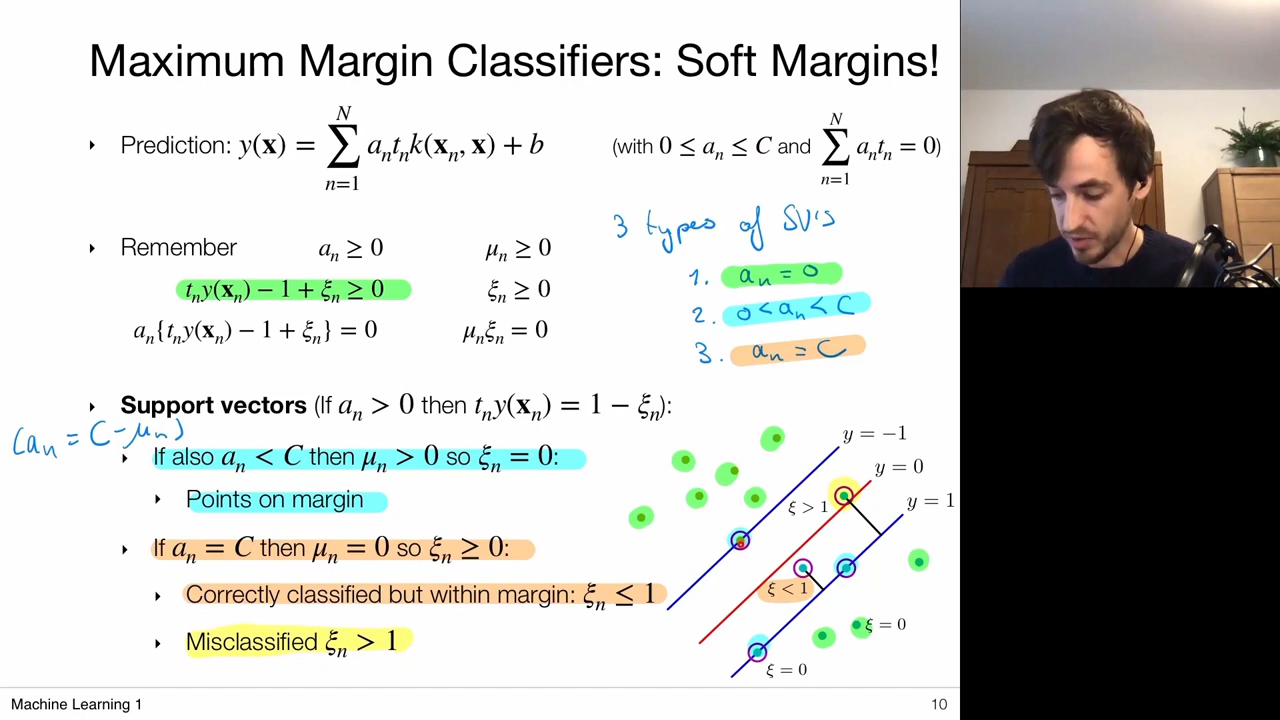 Maximum Margin Classifiers: Soft Margins!
Prediction: y(x) = ∑_{n=1}^{N} a_n t_n k(x_n, x) + b
(with 0 ≤ a_n ≤ C and ∑_{n=1}^{N} a_n t_n = 0)
3 types of SV's
1. a_n = 0
2. 0 < a_n < C
3. a_n = C
Remember a_n ≥ 0 μ_n ≥ 0
t_n y(x_n) − 1 + ξ_n ≥ 0 ξ_n ≥ 0
a_n{t_n y(x_n) − 1 + ξ_n} = 0 μ_n ξ_n = 0
Support vectors (If a_n > 0 then t_n y(x_n) = 1 − ξ_n):
(a_n = C − μ_n)
If also a_n < C then μ_n > 0 so ξ_n = 0:
Points on margin
If a_n = C then μ_n = 0 so ξ_n ≥ 0:
Correctly classified but within margin: ξ_n ≤ 1
Misclassified ξ_n > 1
y = −1
y = 0
y = 1
ξ > 1
ξ < 1
ξ = 0
ξ = 0
Machine Learning 1
10